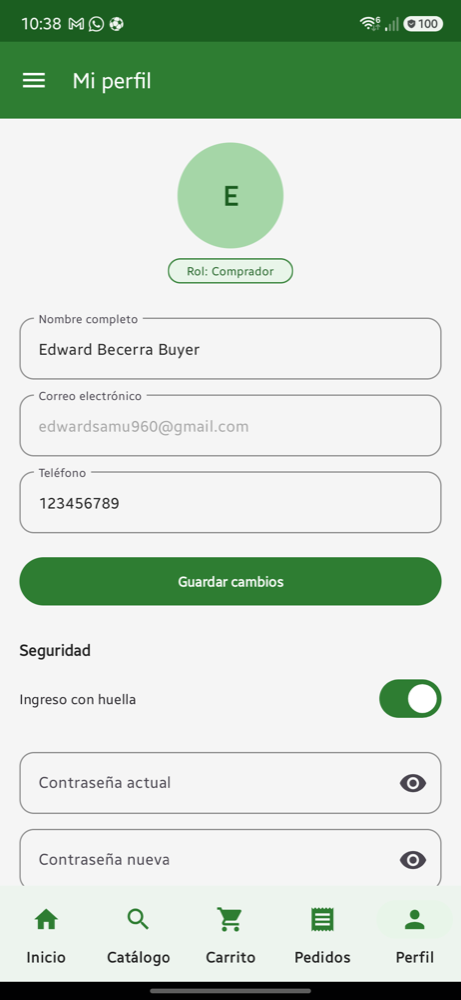 10:38
100
Mi perfil
E
Rol: Comprador
Nombre completo
Edward Becerra Buyer
Correo electrónico
edwardsamu960@gmail.com
Teléfono
123456789
Guardar cambios
Seguridad
Ingreso con huella
Contraseña actual
Contraseña nueva
Inicio Catálogo Carrito Pedidos Perfil